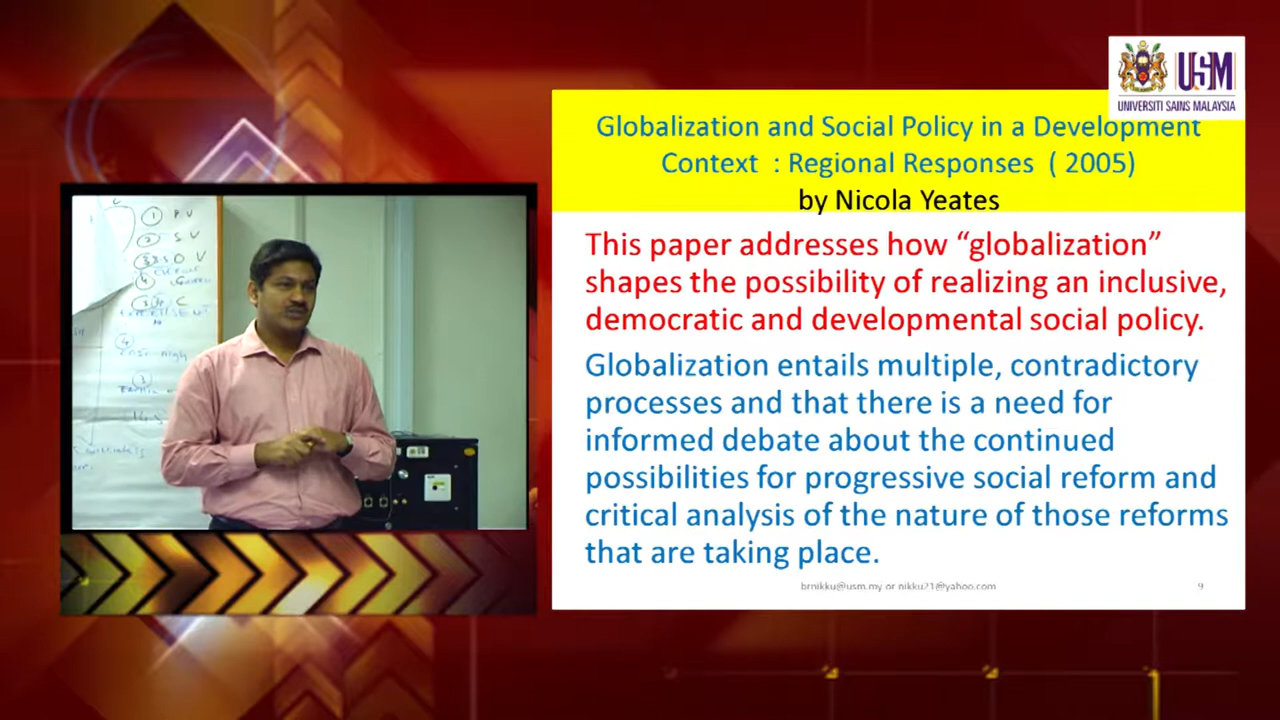 USM
UNIVERSITI SAINS MALAYSIA
Globalization and Social Policy in a Development
Context : Regional Responses ( 2005)
by Nicola Yeates
This paper addresses how “globalization”
shapes the possibility of realizing an inclusive,
democratic and developmental social policy.
Globalization entails multiple, contradictory
processes and that there is a need for
informed debate about the continued
possibilities for progressive social reform and
critical analysis of the nature of those reforms
that are taking place.
brnikku@usm.my or nikku21@yahoo.com
9
1 P V
2 S V